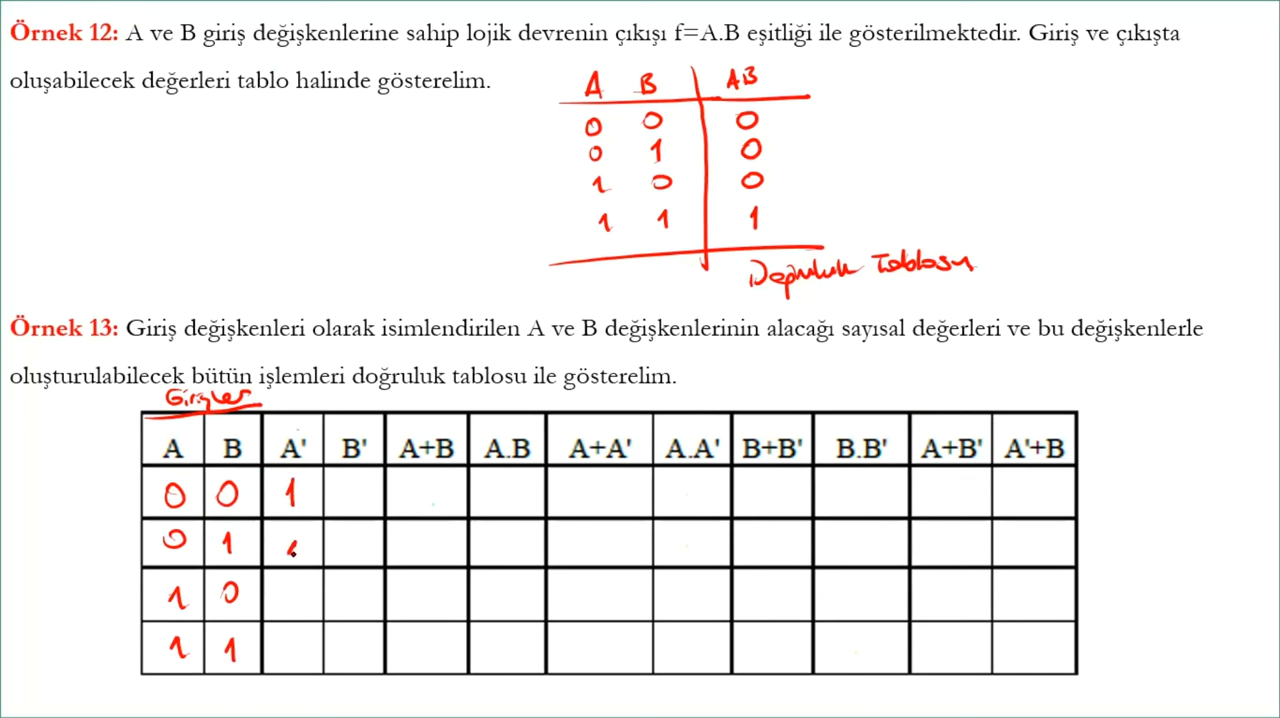 Örnek 12: A ve B giriş değişkenlerine sahip lojik devrenin çıkışı f=A.B eşitliği ile gösterilmektedir. Giriş ve çıkışta
oluşabilecek değerleri tablo halinde gösterelim.
A B AB
0 0 0
0 1 0
1 0 0
1 1 1
Doğruluk Tablosu
Örnek 13: Giriş değişkenleri olarak isimlendirilen A ve B değişkenlerinin alacağı sayısal değerleri ve bu değişkenlerle
oluşturulabilecek bütün işlemleri doğruluk tablosu ile gösterelim.
Girişler
A B A' B' A+B A.B A+A' A.A' B+B' B.B' A+B' A'+B
0 0 1
0 1
1 0
1 1